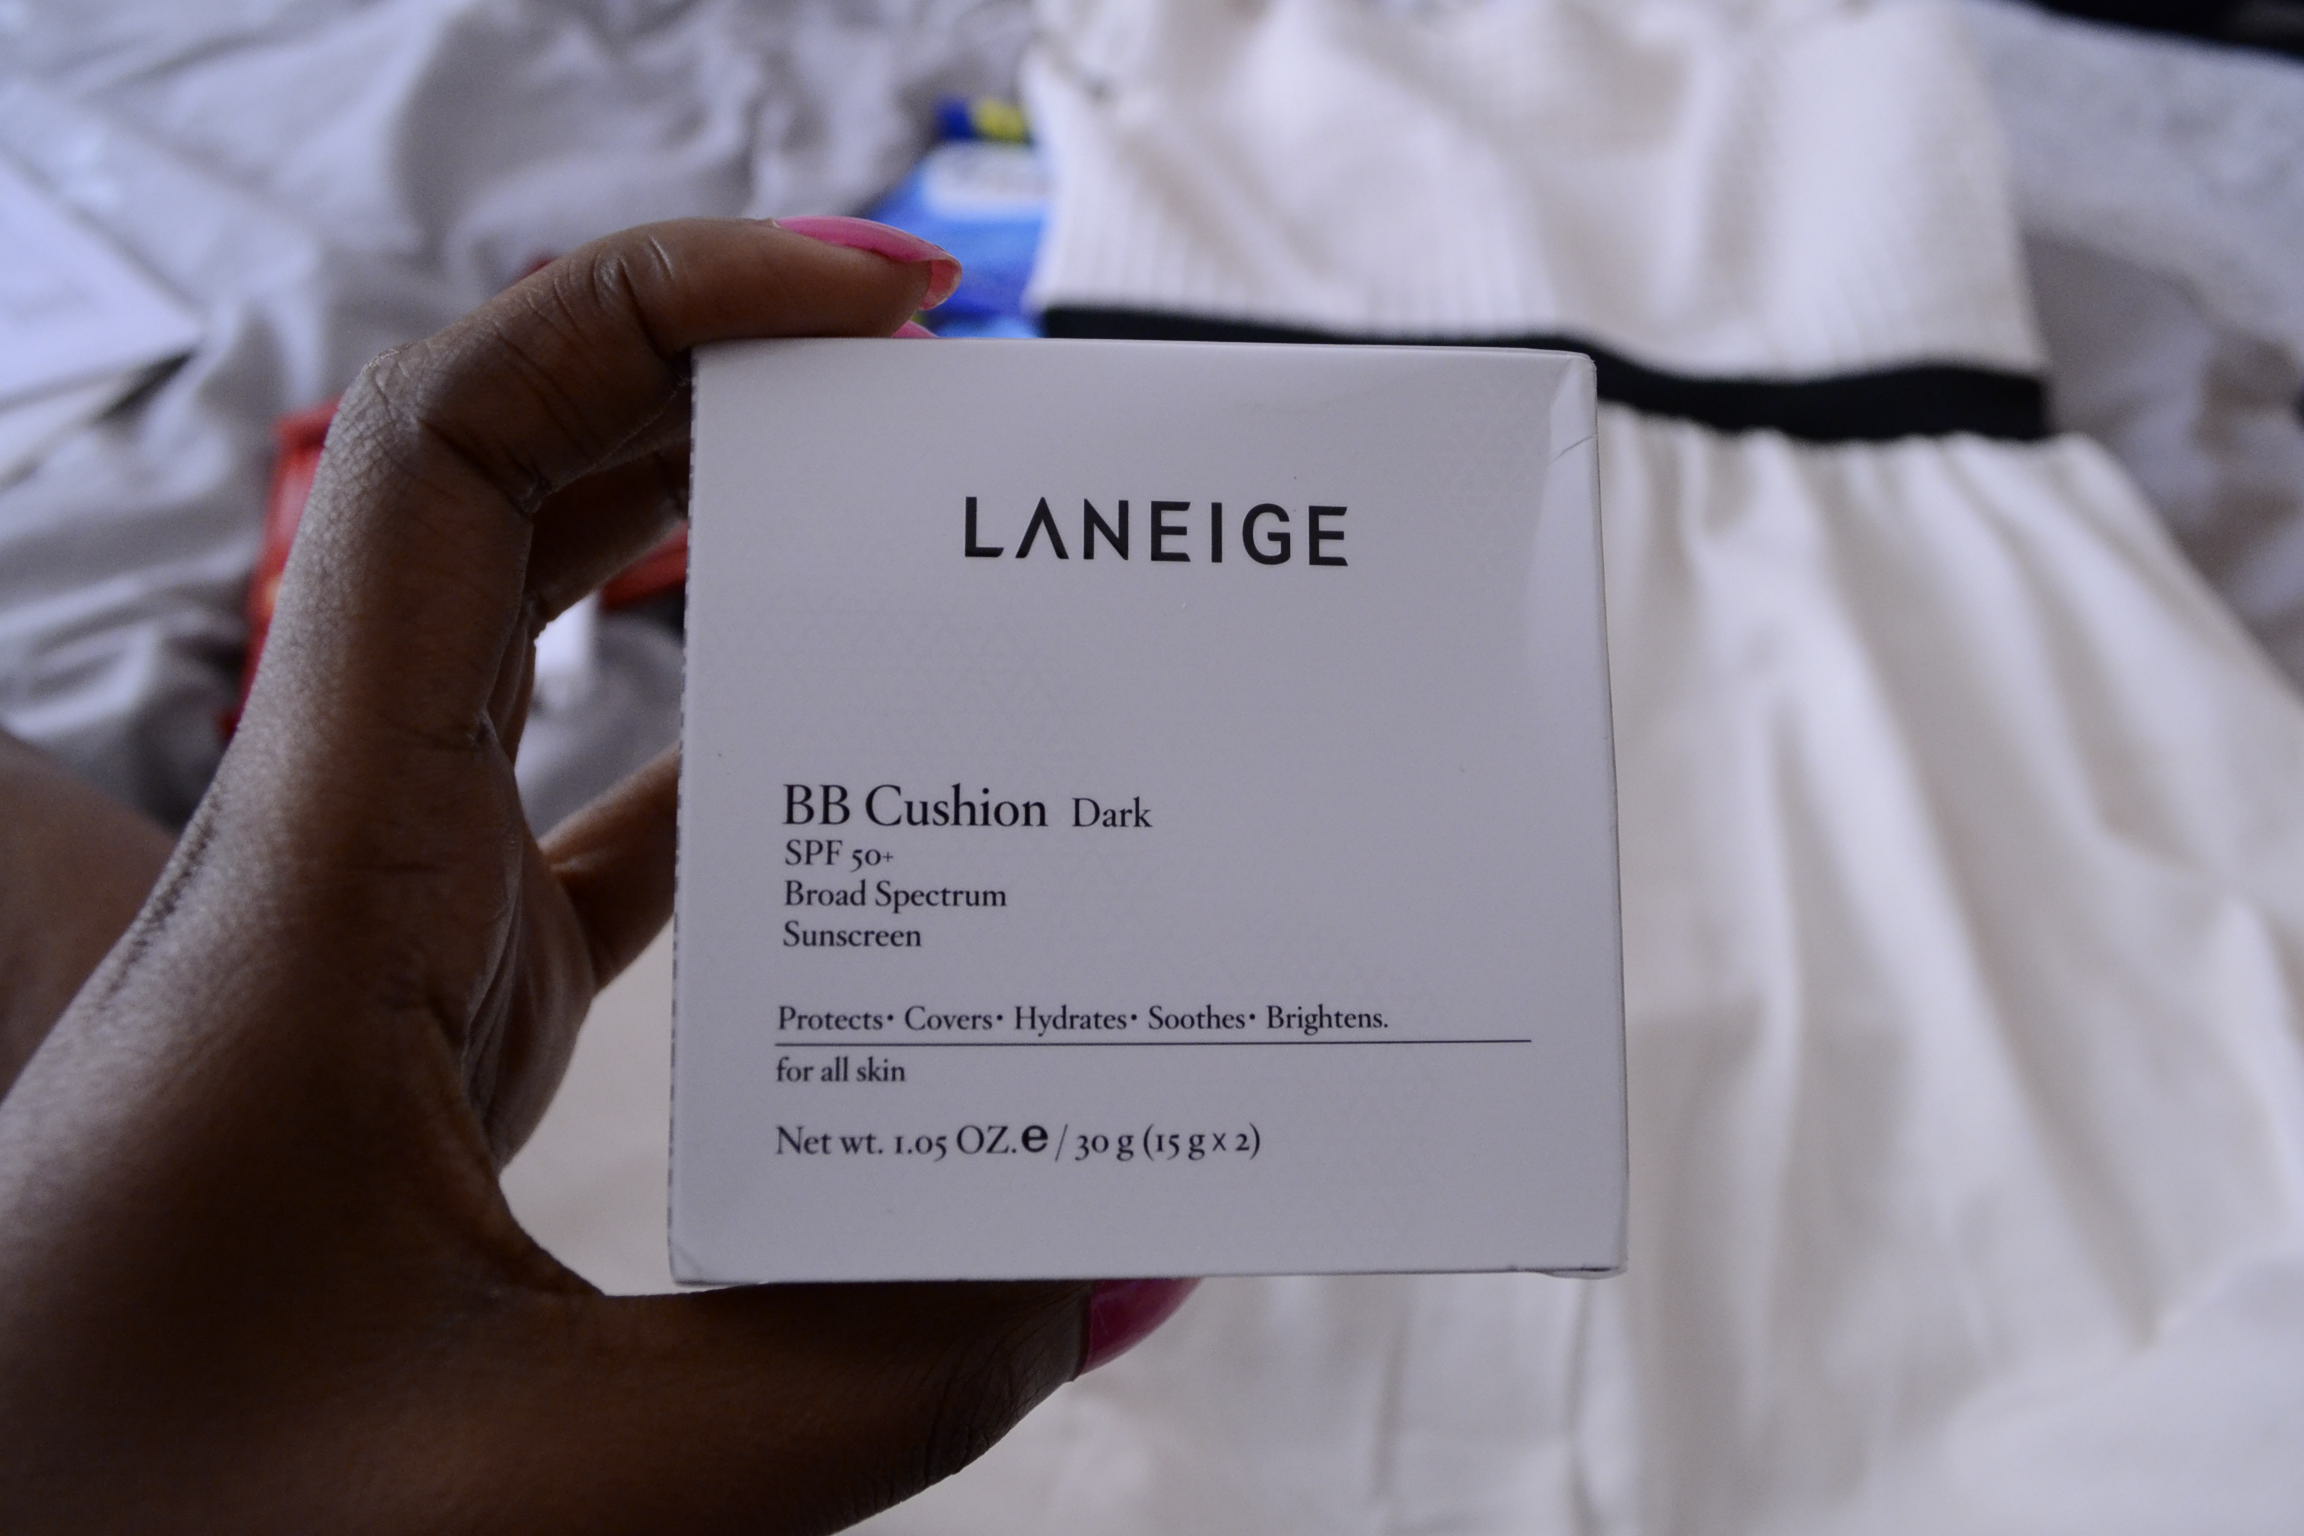 LANEIGE
BB Cushion Dark
SPF 50+
Broad Spectrum
Sunscreen
Protects• Covers• Hydrates• Soothes• Brightens.
for all skin
Net wt. 1.05 OZ.e / 30 g (15 g x 2)